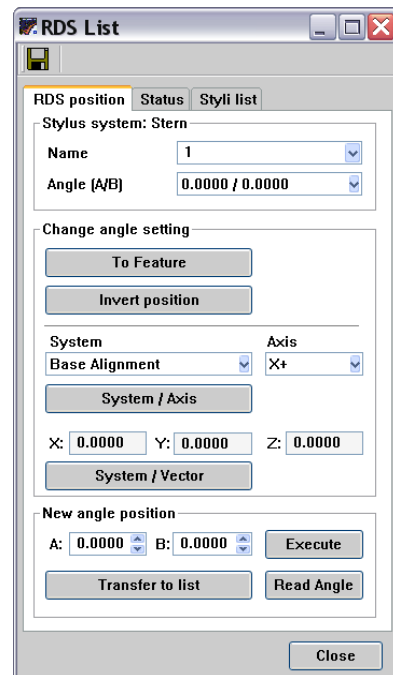 RDS List
RDS position Status Styli list
Stylus system: Stern
Name 1
Angle (A/B) 0.0000 / 0.0000
Change angle setting
To Feature
Invert position
System Axis
Base Alignment X+
System / Axis
X: 0.0000 Y: 0.0000 Z: 0.0000
System / Vector
New angle position
A: 0.0000 B: 0.0000 Execute
Transfer to list Read Angle
Close